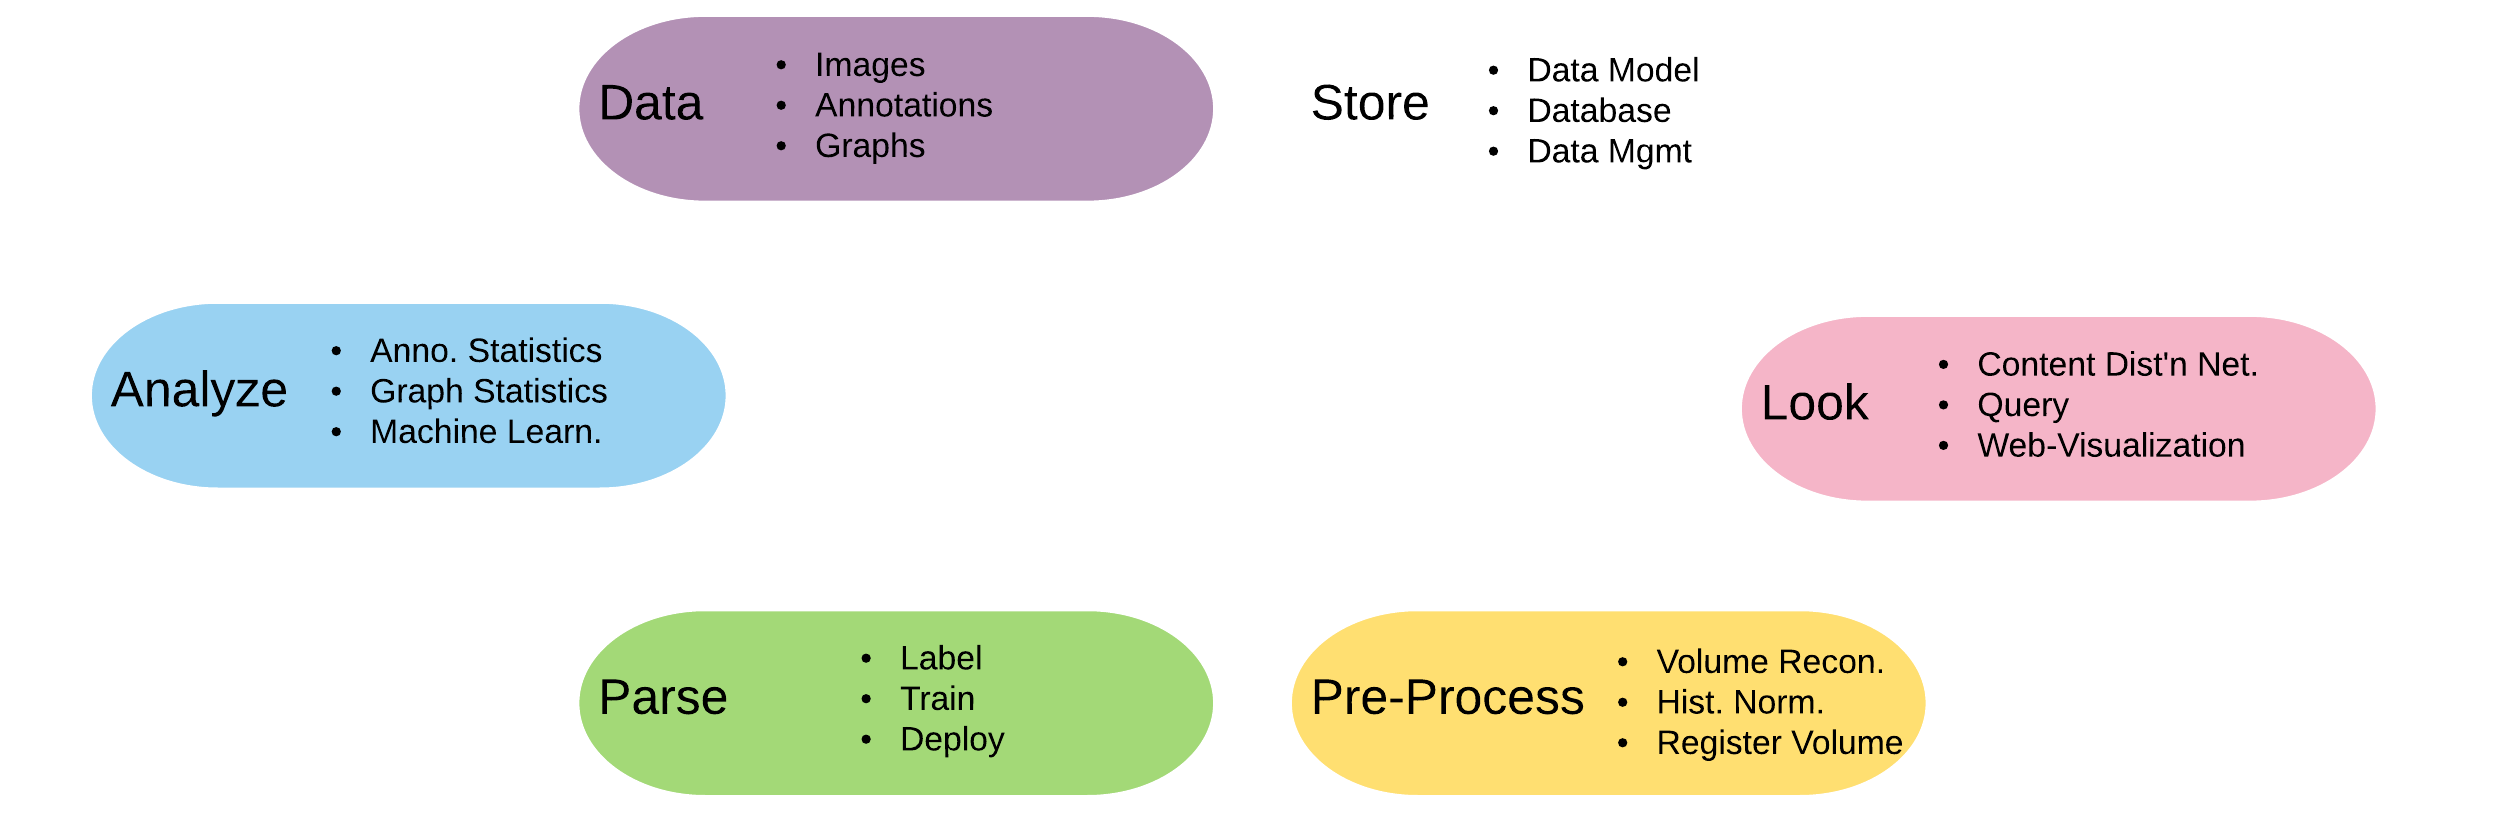 Data
Images
Annotations
Graphs
Store
Data Model
Database
Data Mgmt
Analyze
Anno. Statistics
Graph Statistics
Machine Learn.
Look
Content Dist'n Net.
Query
Web-Visualization
Parse
Label
Train
Deploy
Pre-Process
Volume Recon.
Hist. Norm.
Register Volume